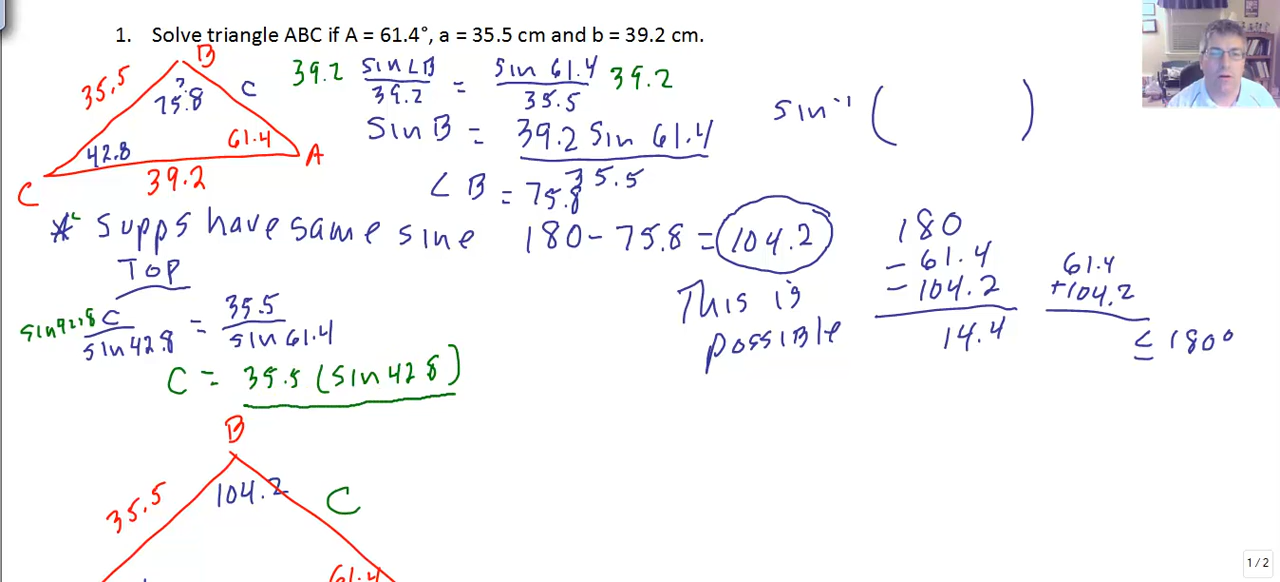 1. Solve triangle ABC if A = 61.4°, a = 35.5 cm and b = 39.2 cm.
B
35.5
?
75.8
C
42.8
61.4
A
C
39.2
39.2 sin∠B / 39.2 = sin 61.4 / 35.5 39.2
sin B = 39.2 sin 61.4 / 35.5
∠B = 75.8
sin⁻¹ ( )
* Supps have same sine 180 - 75.8 = 104.2
This is
possible
180
- 61.4
- 104.2
14.4
61.4
+104.2
≤ 180°
TOP
sin42.8 C / sin 42.8 = 35.5 / sin 61.4
C = 35.5 (sin 42.8)
B
35.5
104.2
C
61.4
1 / 2